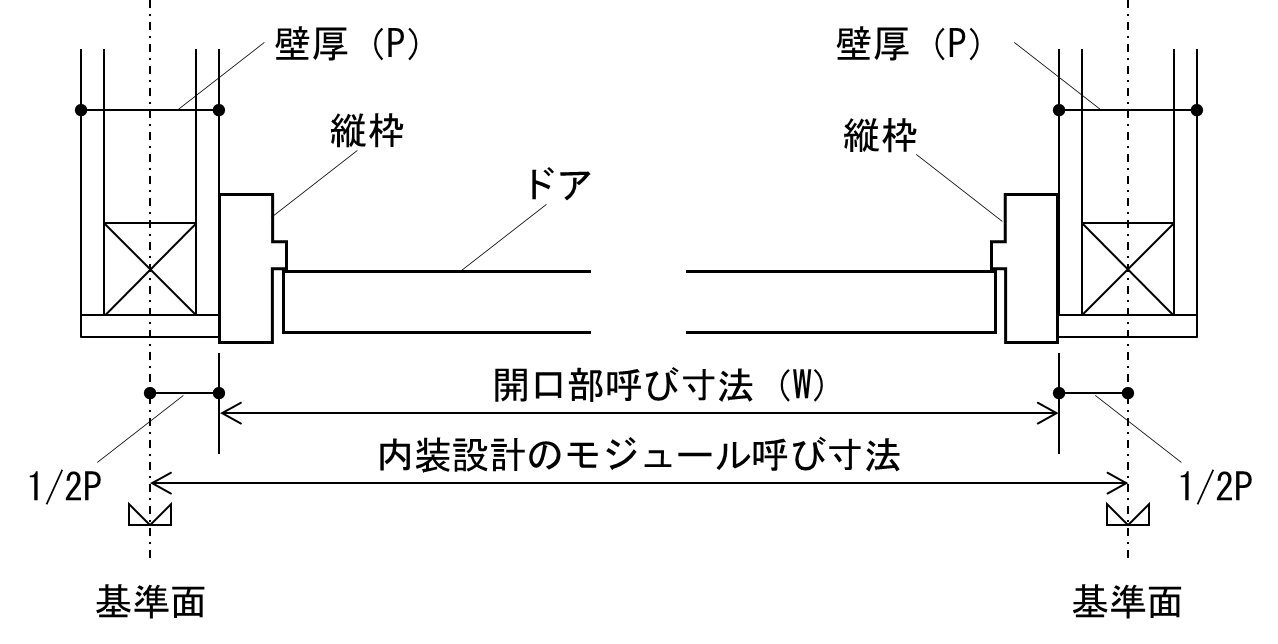 壁厚（P）
壁厚（P）
縦枠
縦枠
ドア
開口部呼び寸法（W）
内装設計のモジュール呼び寸法
1/2P
1/2P
基準面
基準面